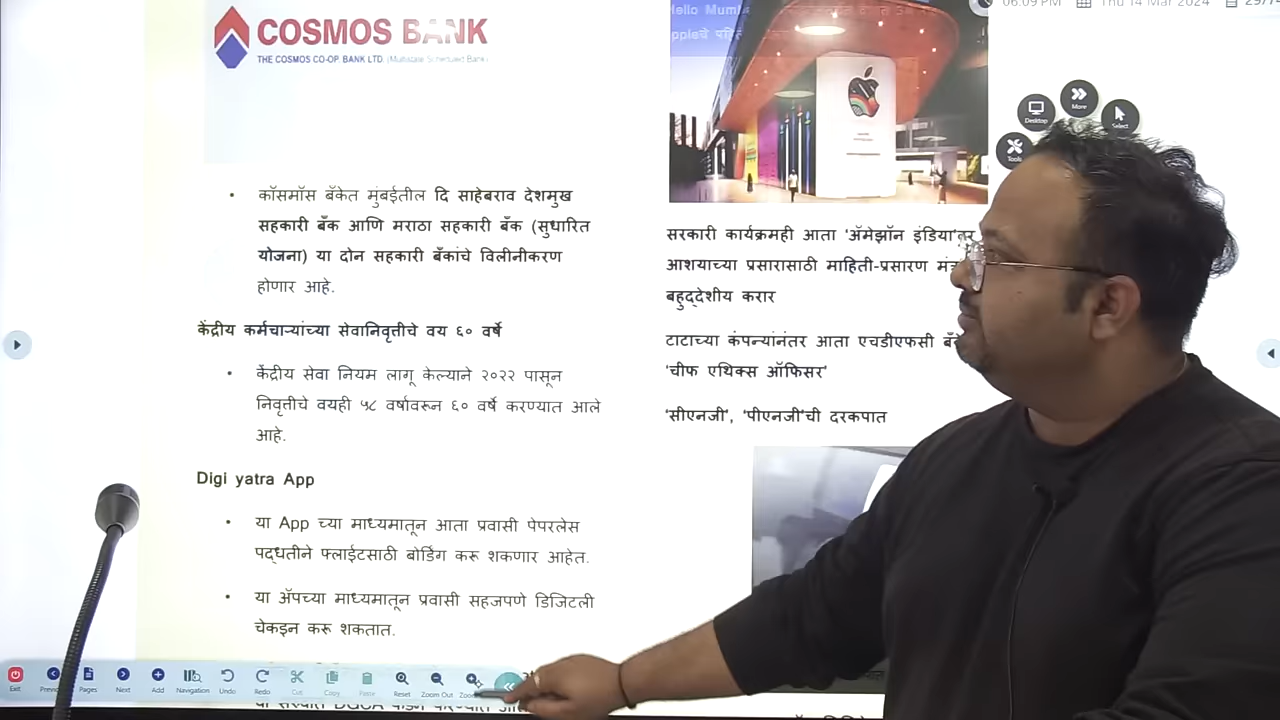 COSMOS BANK
THE COSMOS CO-OP. BANK LTD. (Multistate Scheduled Bank)
• कॉसमॉस बँकेत मुंबईतील दि साहेबराव देशमुख
सहकारी बँक आणि मराठा सहकारी बँक (सुधारित
योजना) या दोन सहकारी बँकांचे विलीनीकरण
होणार आहे.
केंद्रीय कर्मचाऱ्यांच्या सेवानिवृत्तीचे वय ६० वर्षे
• केंद्रीय सेवा नियम लागू केल्याने २०२२ पासून
निवृत्तीचे वयही ५८ वर्षावरून ६० वर्षे करण्यात आले
आहे.
Digi yatra App
• या App च्या माध्यमातून आता प्रवासी पेपरलेस
पद्धतीने फ्लाईटसाठी बोर्डिंग करू शकणार आहेत.
• या ॲपच्या माध्यमातून प्रवासी सहजपणे डिजिटली
चेकइन करू शकतात.
Hello
06:09 PM Thu 14 Mar 2024
Desktop
More
Select
Tools
सरकारी कार्यक्रमही आता 'ॲमेझॉन इंडिया'वर
आशयाच्या प्रसारासाठी माहिती-प्रसारण
बहुद्देशीय करार
टाटाच्या कंपन्यांनंतर आता एचडीएफसी
'चीफ एथिक्स ऑफिसर'
'सीएनजी', 'पीएनजी'ची दरकपात
Exit Pages Next Add Navigation Undo Redo Cut Copy Paste Reset Zoom Out